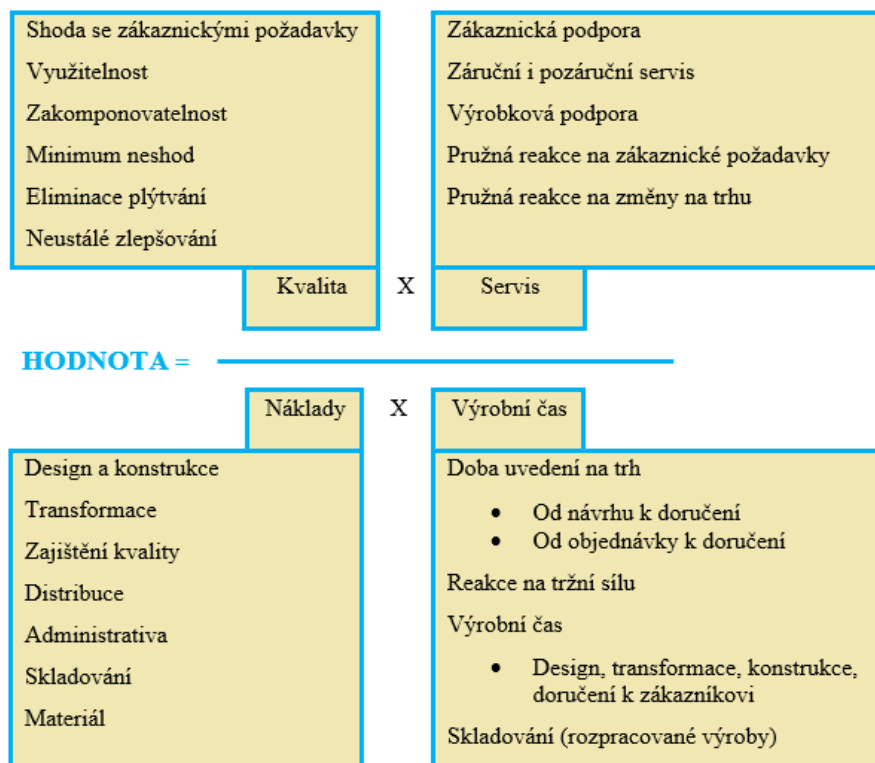 Shoda se zákaznickými požadavky
Využitelnost
Zakomponovatelnost
Minimum neshod
Eliminace plýtvání
Neustálé zlepšování
Zákaznická podpora
Záruční i pozáruční servis
Výrobková podpora
Pružná reakce na zákaznické požadavky
Pružná reakce na změny na trhu
Kvalita X Servis
HODNOTA =
Náklady X Výrobní čas
Design a konstrukce
Transformace
Zajištění kvality
Distribuce
Administrativa
Skladování
Materiál
Doba uvedení na trh
• Od návrhu k doručení
• Od objednávky k doručení
Reakce na tržní sílu
Výrobní čas
• Design, transformace, konstrukce,
doručení k zákazníkovi
Skladování (rozpracované výroby)